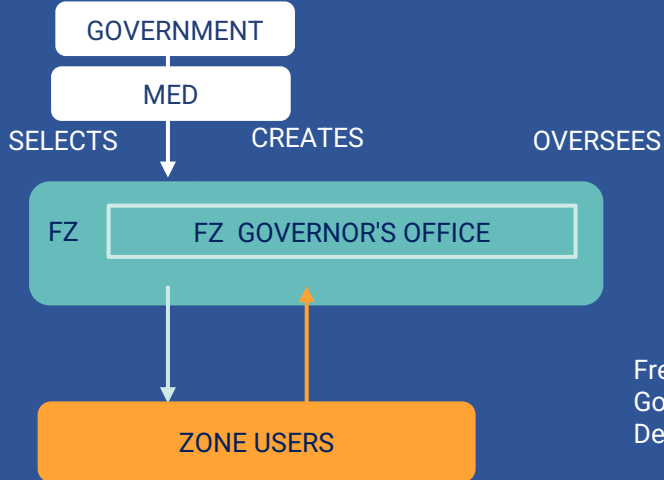 GOVERNMENT
MED
SELECTS CREATES OVERSEES
FZ FZ GOVERNOR'S OFFICE
ZONE USERS